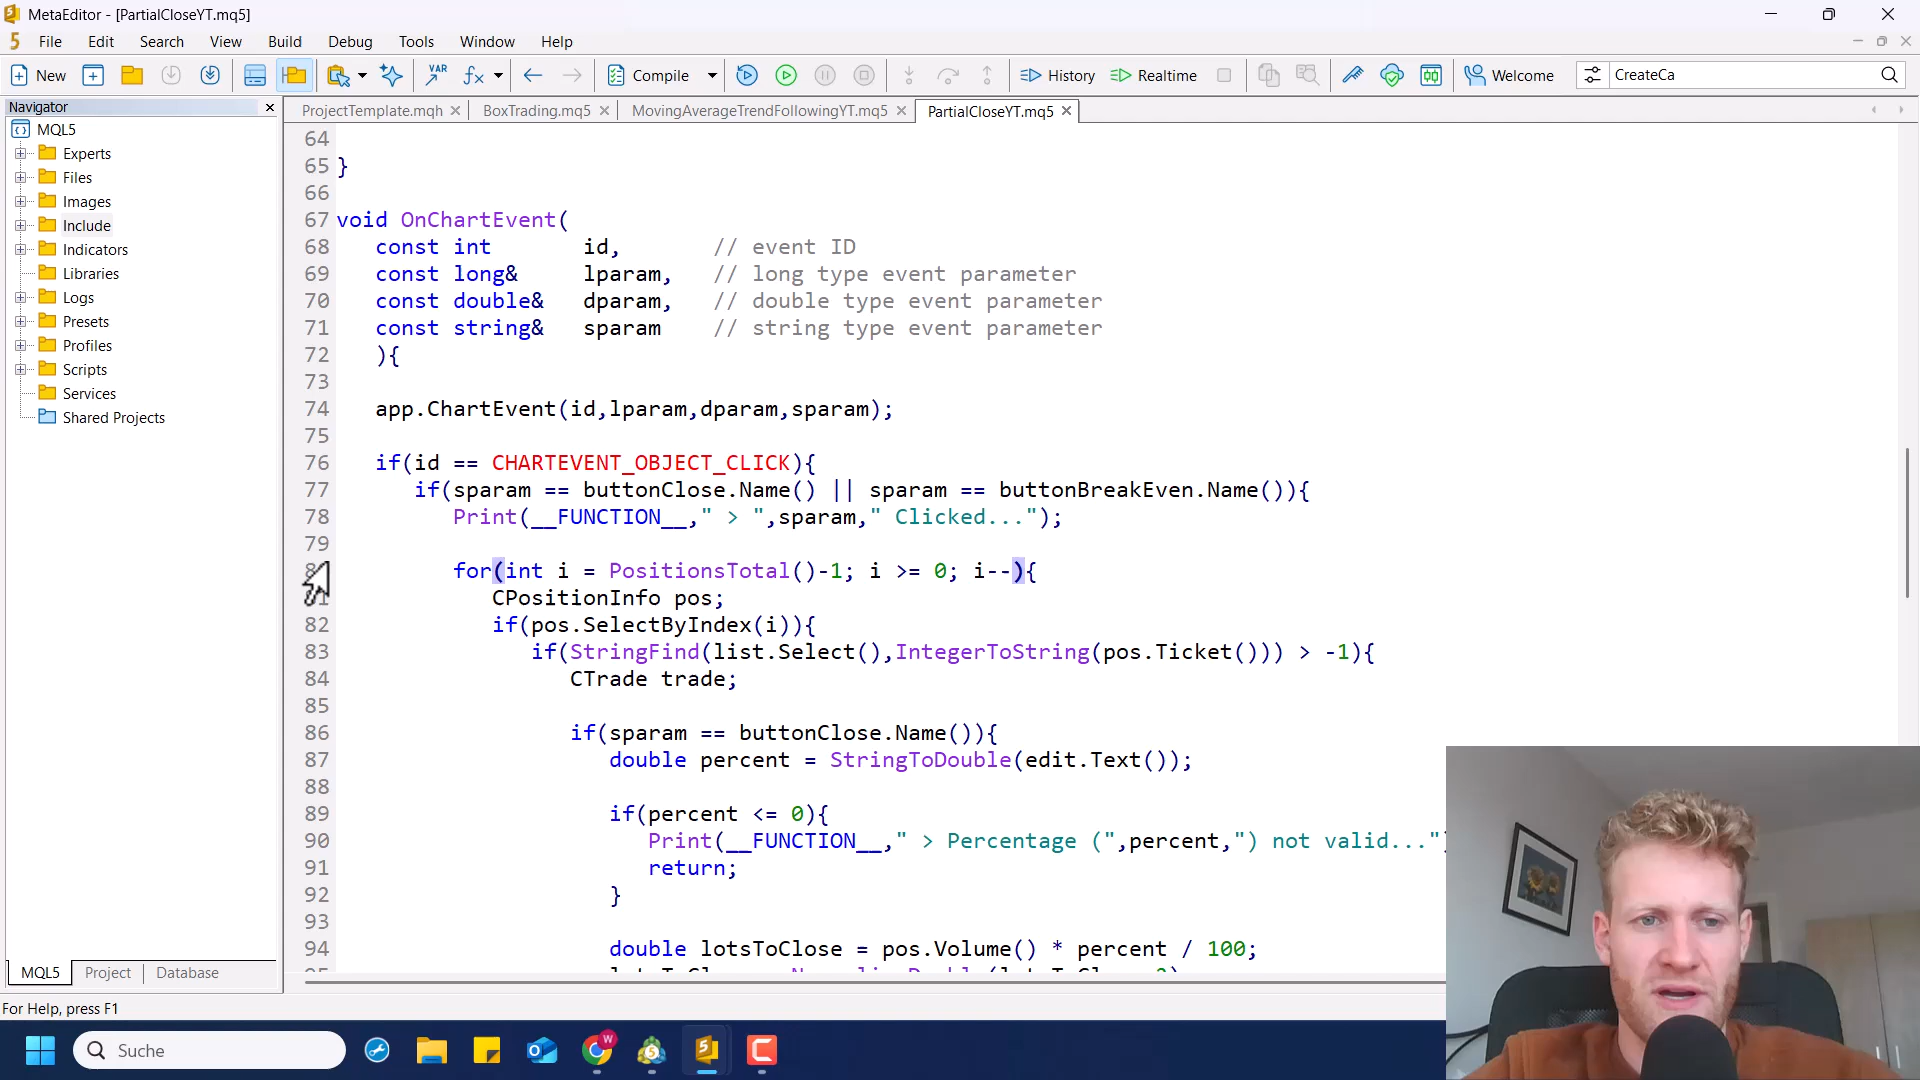 MetaEditor - [PartialCloseYT.mq5]
File Edit Search View Build Debug Tools Window Help
New VAR fx Compile History Realtime Welcome CreateCa
Navigator
ProjectTemplate.mqh BoxTrading.mq5 MovingAverageTrendFollowingYT.mq5 PartialCloseYT.mq5
MQL5
Experts
Files
Images
Include
Indicators
Libraries
Logs
Presets
Profiles
Scripts
Services
Shared Projects
64
65 }
66
67 void OnChartEvent(
68 const int id, // event ID
69 const long& lparam, // long type event parameter
70 const double& dparam, // double type event parameter
71 const string& sparam // string type event parameter
72 ){
73
74 app.ChartEvent(id,lparam,dparam,sparam);
75
76 if(id == CHARTEVENT_OBJECT_CLICK){
77 if(sparam == buttonClose.Name() || sparam == buttonBreakEven.Name()){
78 Print(__FUNCTION__," > ",sparam," Clicked...");
79
for(int i = PositionsTotal()-1; i >= 0; i--){
CPositionInfo pos;
82 if(pos.SelectByIndex(i)){
83 if(StringFind(list.Select(),IntegerToString(pos.Ticket())) > -1){
84 CTrade trade;
85
86 if(sparam == buttonClose.Name()){
87 double percent = StringToDouble(edit.Text());
88
89 if(percent <= 0){
90 Print(__FUNCTION__," > Percentage (",percent,") not valid..."
91 return;
92 }
93
94 double lotsToClose = pos.Volume() * percent / 100;
MQL5 Project Database
For Help, press F1
Suche